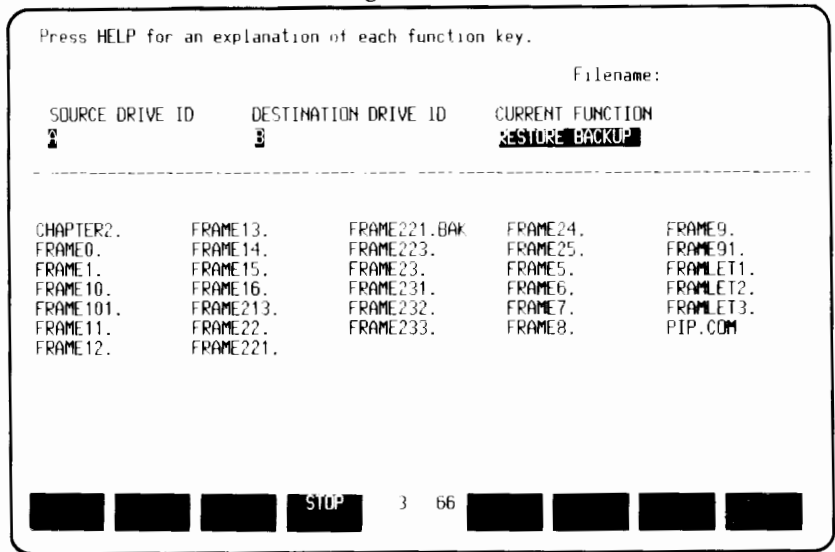 Press HELP for an explanation of each function key.
Filename:
SOURCE DRIVE ID DESTINATION DRIVE ID CURRENT FUNCTION
A B RESTORE BACKUP
CHAPTER2. FRAME13. FRAME221.BAK FRAME24. FRAME9.
FRAME0. FRAME14. FRAME223. FRAME25. FRAME91.
FRAME1. FRAME15. FRAME23. FRAME5. FRAMLET1.
FRAME10. FRAME16. FRAME231. FRAME6. FRAMLET2.
FRAME101. FRAME213. FRAME232. FRAME7. FRAMLET3.
FRAME11. FRAME22. FRAME233. FRAME8. PIP.COM
FRAME12. FRAME221.
STOP 3 66